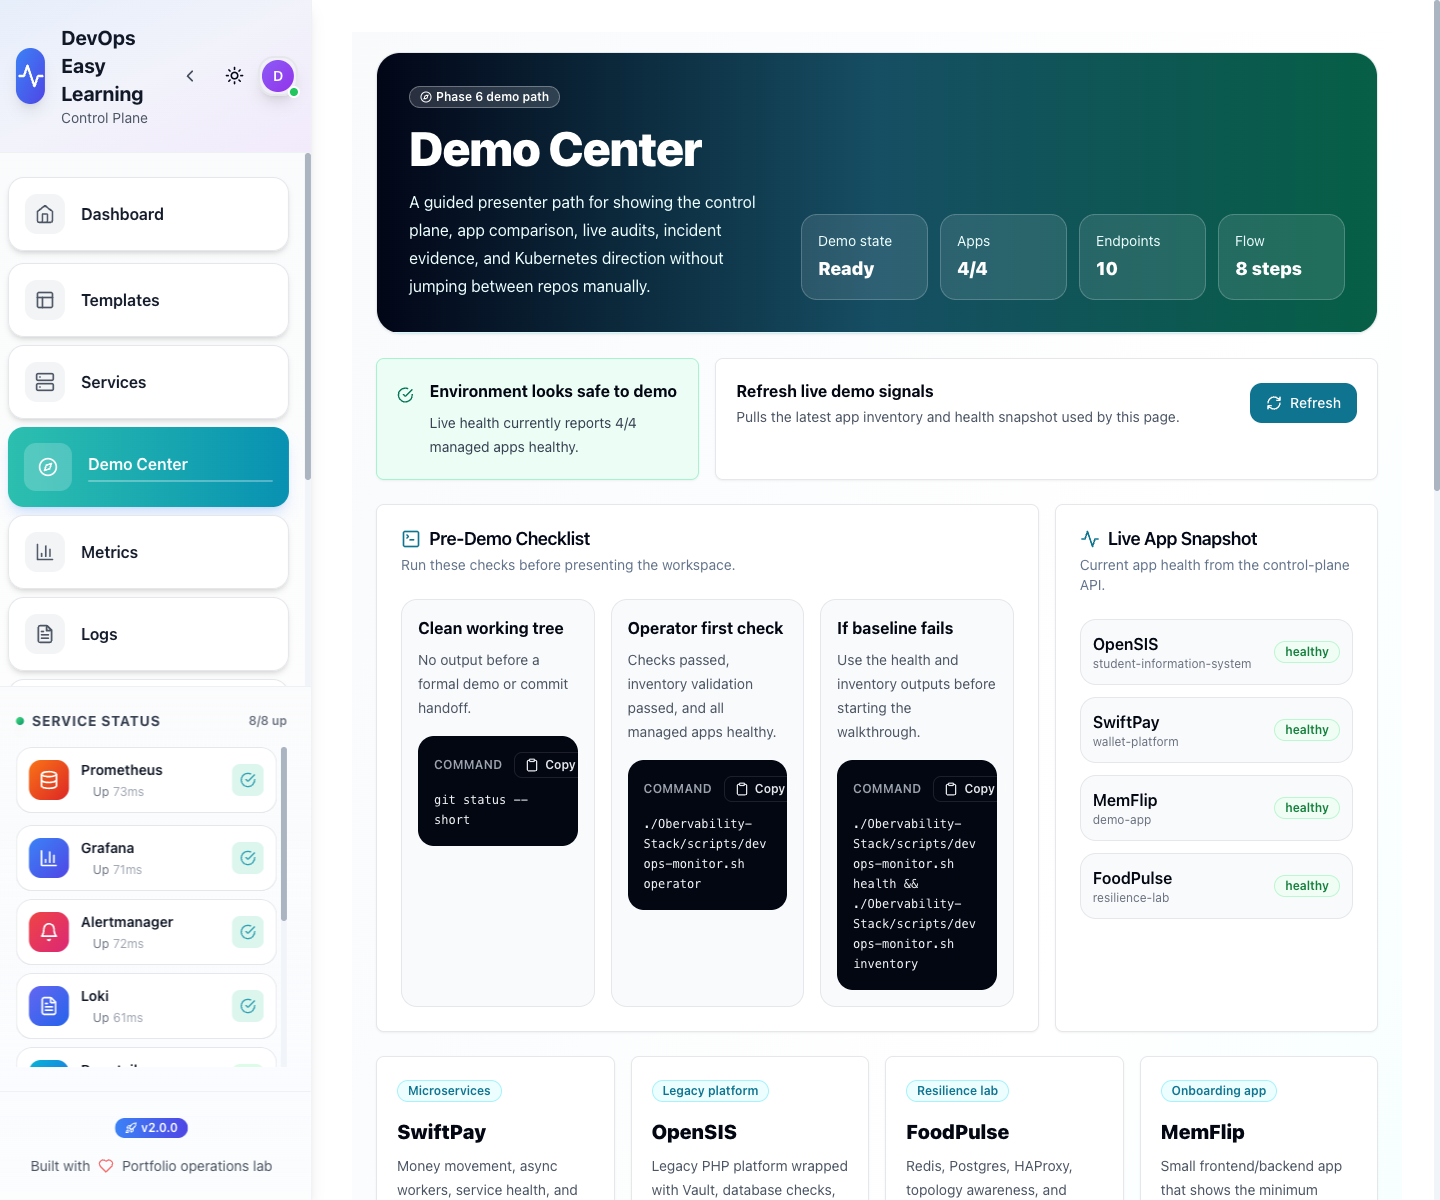 DevOps
Easy
Learning
Control Plane
D
Dashboard
Templates
Services
Demo Center
Metrics
Logs
SERVICE STATUS
8/8 up
Prometheus
Up 73ms
Grafana
Up 71ms
Alertmanager
Up 72ms
Loki
Up 61ms
v2.0.0
Built with
Portfolio operations lab
Phase 6 demo path
Demo Center
A guided presenter path for showing the control
plane, app comparison, live audits, incident
evidence, and Kubernetes direction without
jumping between repos manually.
Demo state
Ready
Apps
4/4
Endpoints
10
Flow
8 steps
Environment looks safe to demo
Live health currently reports 4/4
managed apps healthy.
Refresh live demo signals
Pulls the latest app inventory and health snapshot used by this page.
Refresh
Pre-Demo Checklist
Run these checks before presenting the workspace.
Clean working tree
No output before a
formal demo or commit
handoff.
COMMAND
Copy
git status --
short
Operator first check
Checks passed,
inventory validation
passed, and all
managed apps healthy.
COMMAND
Copy
./Obervability-
Stack/scripts/dev
ops-monitor.sh
operator
If baseline fails
Use the health and
inventory outputs before
starting the
walkthrough.
COMMAND
Copy
./Obervability-
Stack/scripts/dev
ops-monitor.sh
health &&
./Obervability-
Stack/scripts/dev
ops-monitor.sh
inventory
Live App Snapshot
Current app health from the control-plane
API.
OpenSIS
student-information-system
healthy
SwiftPay
wallet-platform
healthy
MemFlip
demo-app
healthy
FoodPulse
resilience-lab
healthy
Microservices
SwiftPay
Money movement, async
workers, service health, and
Legacy platform
OpenSIS
Legacy PHP platform wrapped
with Vault, database checks,
Resilience lab
FoodPulse
Redis, Postgres, HAProxy,
topology awareness, and
Onboarding app
MemFlip
Small frontend/backend app
that shows the minimum